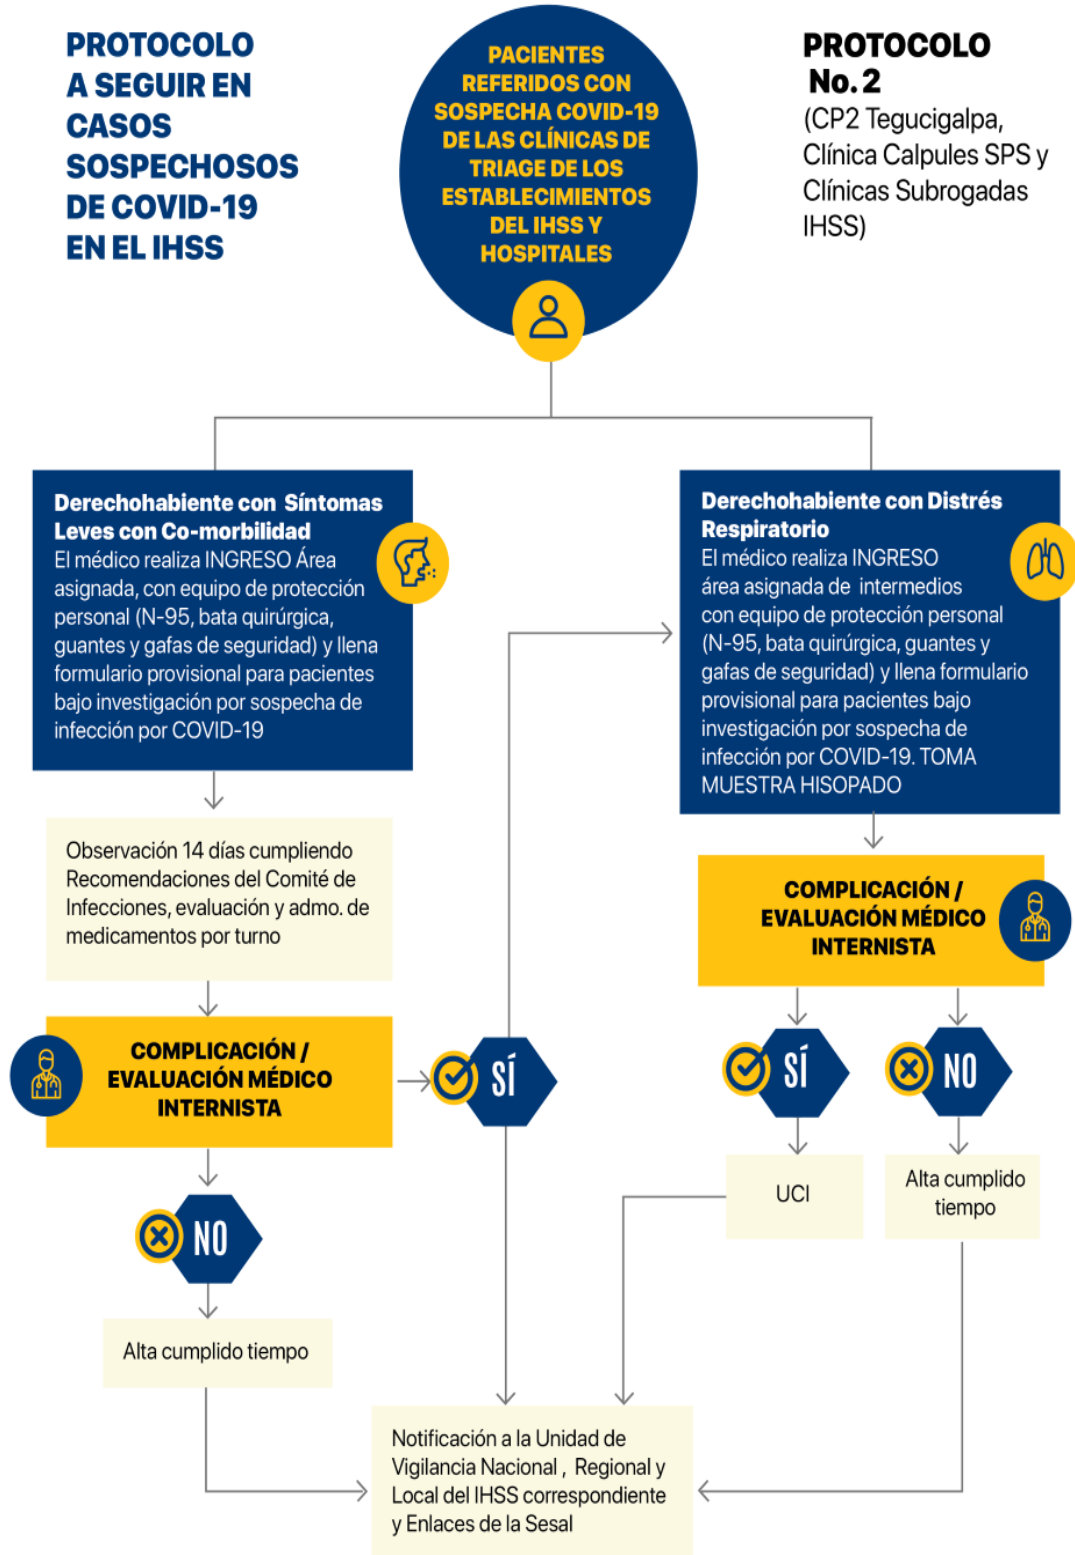 PROTOCOLO
A SEGUIR EN
CASOS
SOSPECHOSOS
DE COVID-19
EN EL IHSS
PACIENTES
REFERIDOS CON
SOSPECHA COVID-19
DE LAS CLÍNICAS DE
TRIAGE DE LOS
ESTABLECIMIENTOS
DEL IHSS Y
HOSPITALES
PROTOCOLO
No. 2
(CP2 Tegucigalpa,
Clínica Calpules SPS y
Clínicas Subrogadas
IHSS)
Derechohabiente con Síntomas
Leves con Co-morbilidad
El médico realiza INGRESO Área
asignada, con equipo de protección
personal (N-95, bata quirúrgica,
guantes y gafas de seguridad) y llena
formulario provisional para pacientes
bajo investigación por sospecha de
infección por COVID-19
Derechohabiente con Distrés
Respiratorio
El médico realiza INGRESO
área asignada de intermedios
con equipo de protección personal
(N-95, bata quirúrgica, guantes y
gafas de seguridad) y llena formulario
provisional para pacientes bajo
investigación por sospecha de
infección por COVID-19. TOMA
MUESTRA HISOPADO
Observación 14 días cumpliendo
Recomendaciones del Comité de
Infecciones, evaluación y admo. de
medicamentos por turno
COMPLICACIÓN /
EVALUACIÓN MÉDICO
INTERNISTA
SÍ
NO
Alta cumplido tiempo
COMPLICACIÓN /
EVALUACIÓN MÉDICO
INTERNISTA
SÍ
NO
UCI
Alta cumplido
tiempo
Notificación a la Unidad de
Vigilancia Nacional , Regional y
Local del IHSS correspondiente
y Enlaces de la Sesal